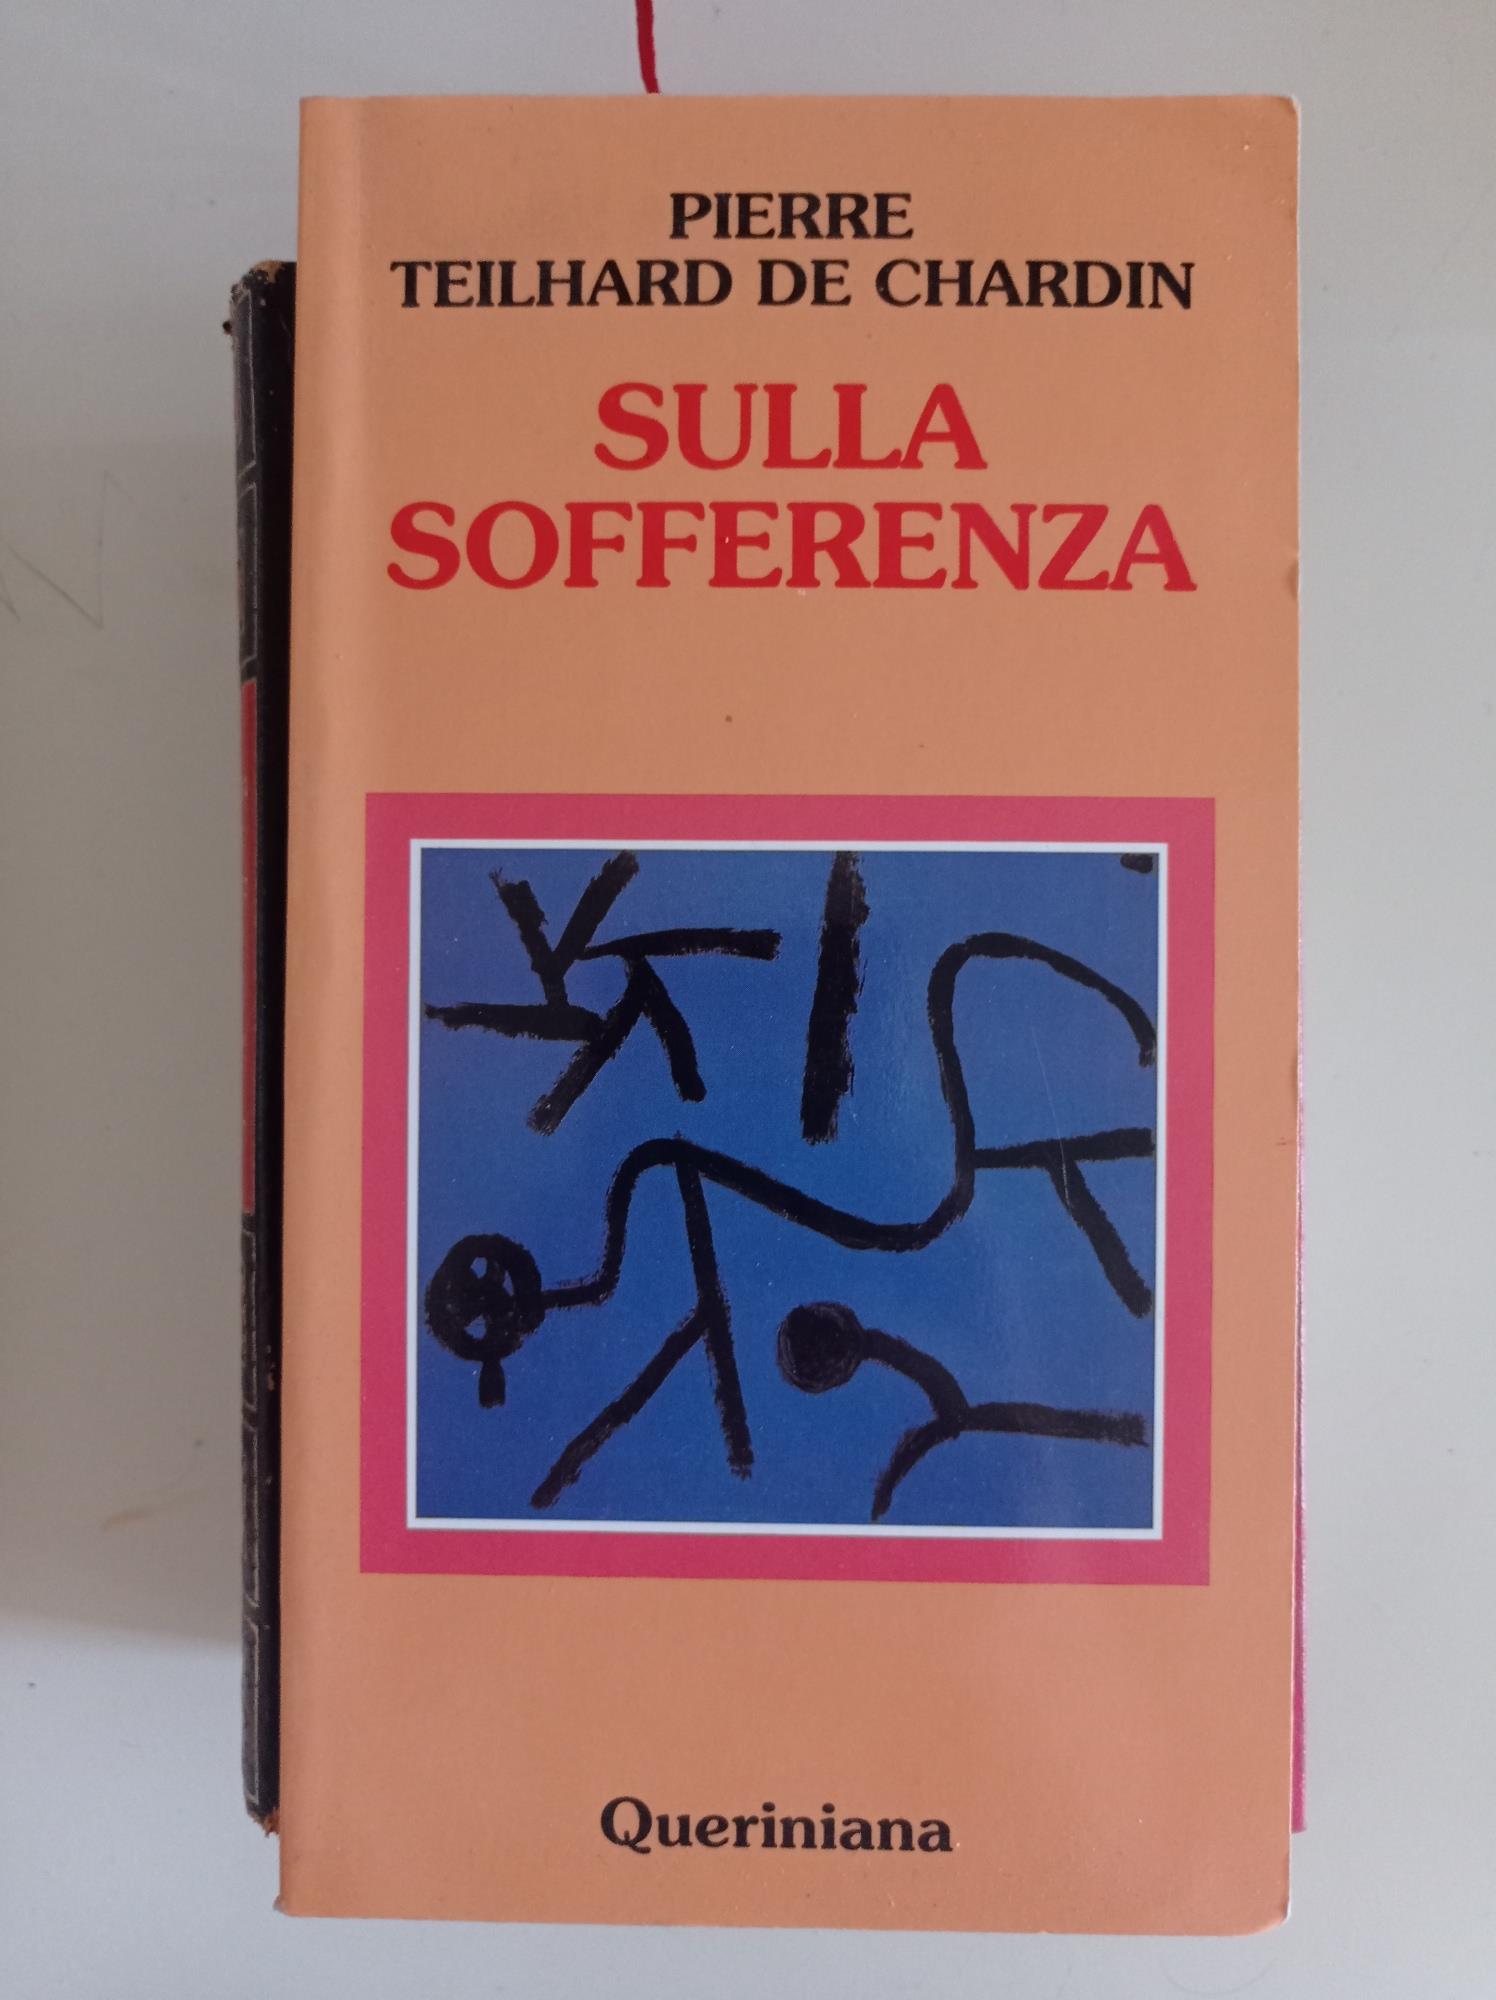 PIERRE
TEILHARD DE CHARDIN
SULLA
SOFFERENZA
Queriniana